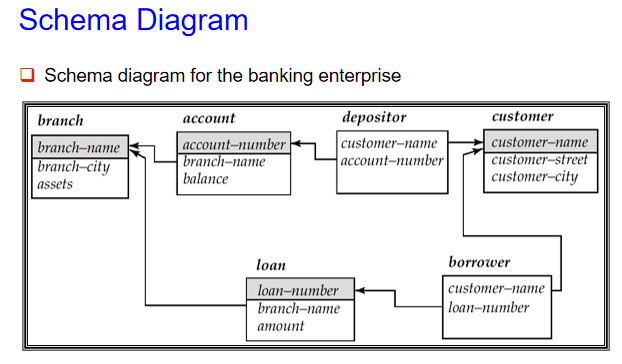 Schema Diagram
Schema diagram for the banking enterprise
branch
branch–name
branch–city
assets
account
account–number
branch–name
balance
depositor
customer–name
account–number
customer
customer–name
customer–street
customer–city
loan
loan–number
branch–name
amount
borrower
customer–name
loan–number